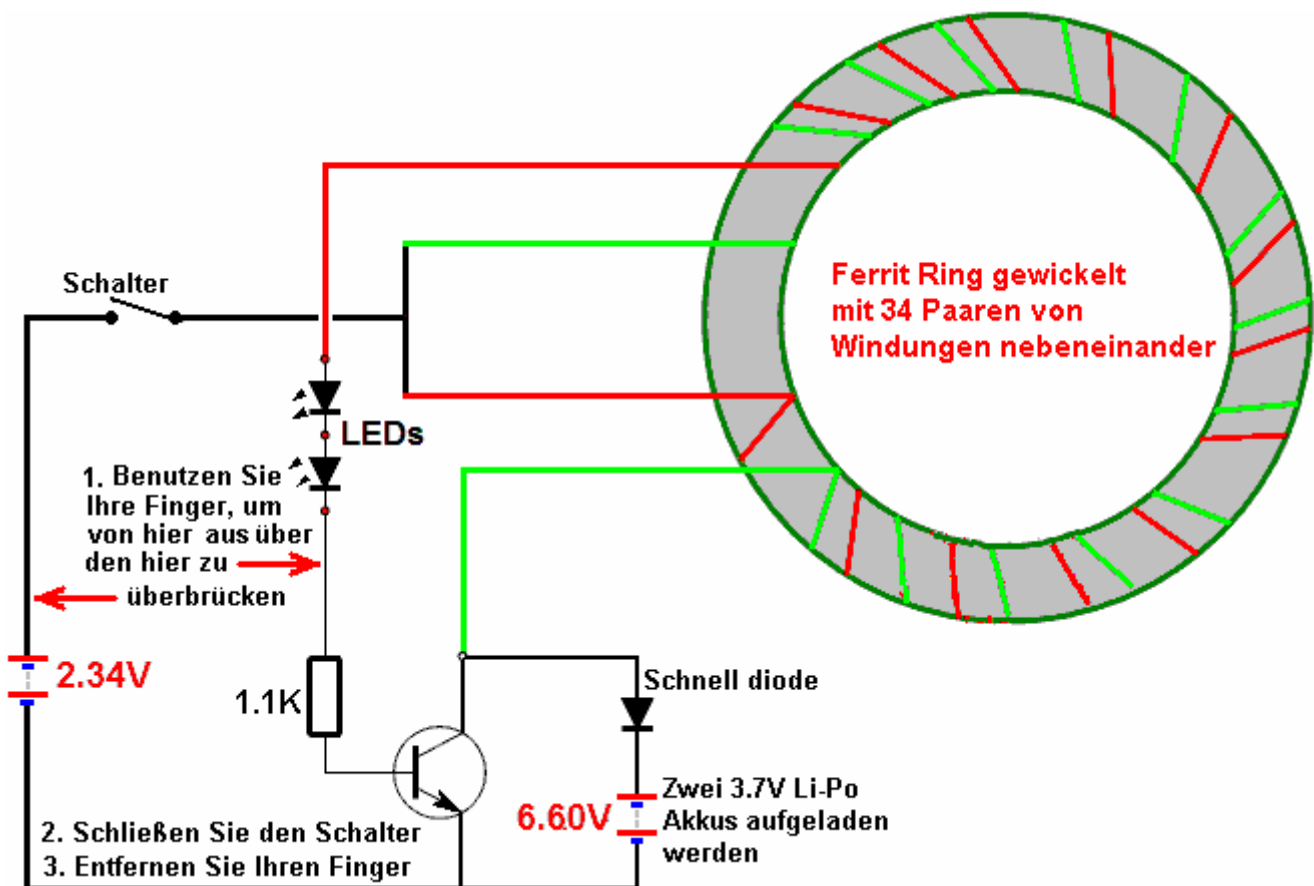 Ferrit Ring gewickelt
mit 34 Paaren von
Windungen nebeneinander
Schalter
LEDs
1. Benutzen Sie
Ihre Finger, um
von hier aus über
den hier zu
überbrücken
2.34V
1.1K
Schnell diode
6.60V
Zwei 3.7V Li-Po
Akkus aufgeladen
werden
2. Schließen Sie den Schalter
3. Entfernen Sie Ihren Finger